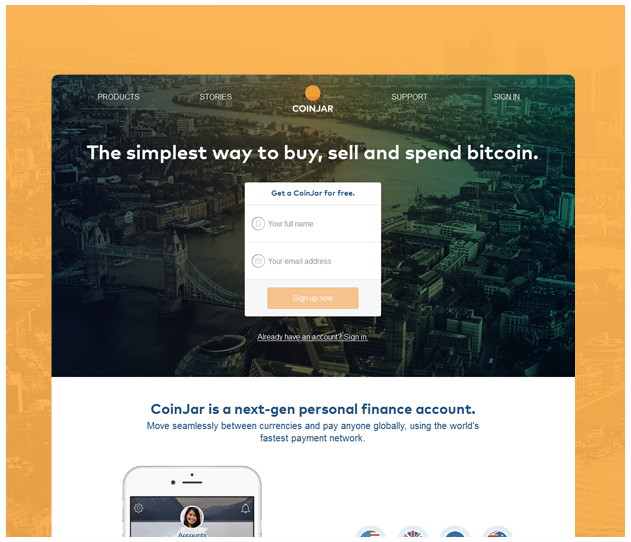 PRODUCTS STORIES COINJAR SUPPORT SIGN IN
The simplest way to buy, sell and spend bitcoin.
Get a CoinJar for free.
Your full name
Your email address
Sign up now
Already have an account? Sign in.
CoinJar is a next-gen personal finance account.
Move seamlessly between currencies and pay anyone globally, using the world's
fastest payment network.
Accounts